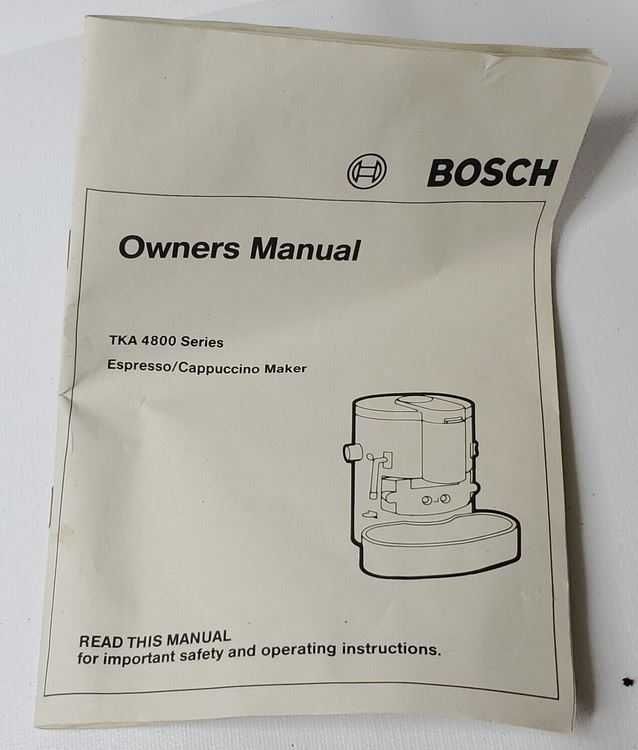 BOSCH
Owners Manual
TKA 4800 Series
Espresso/Cappuccino Maker
READ THIS MANUAL
for important safety and operating instructions.